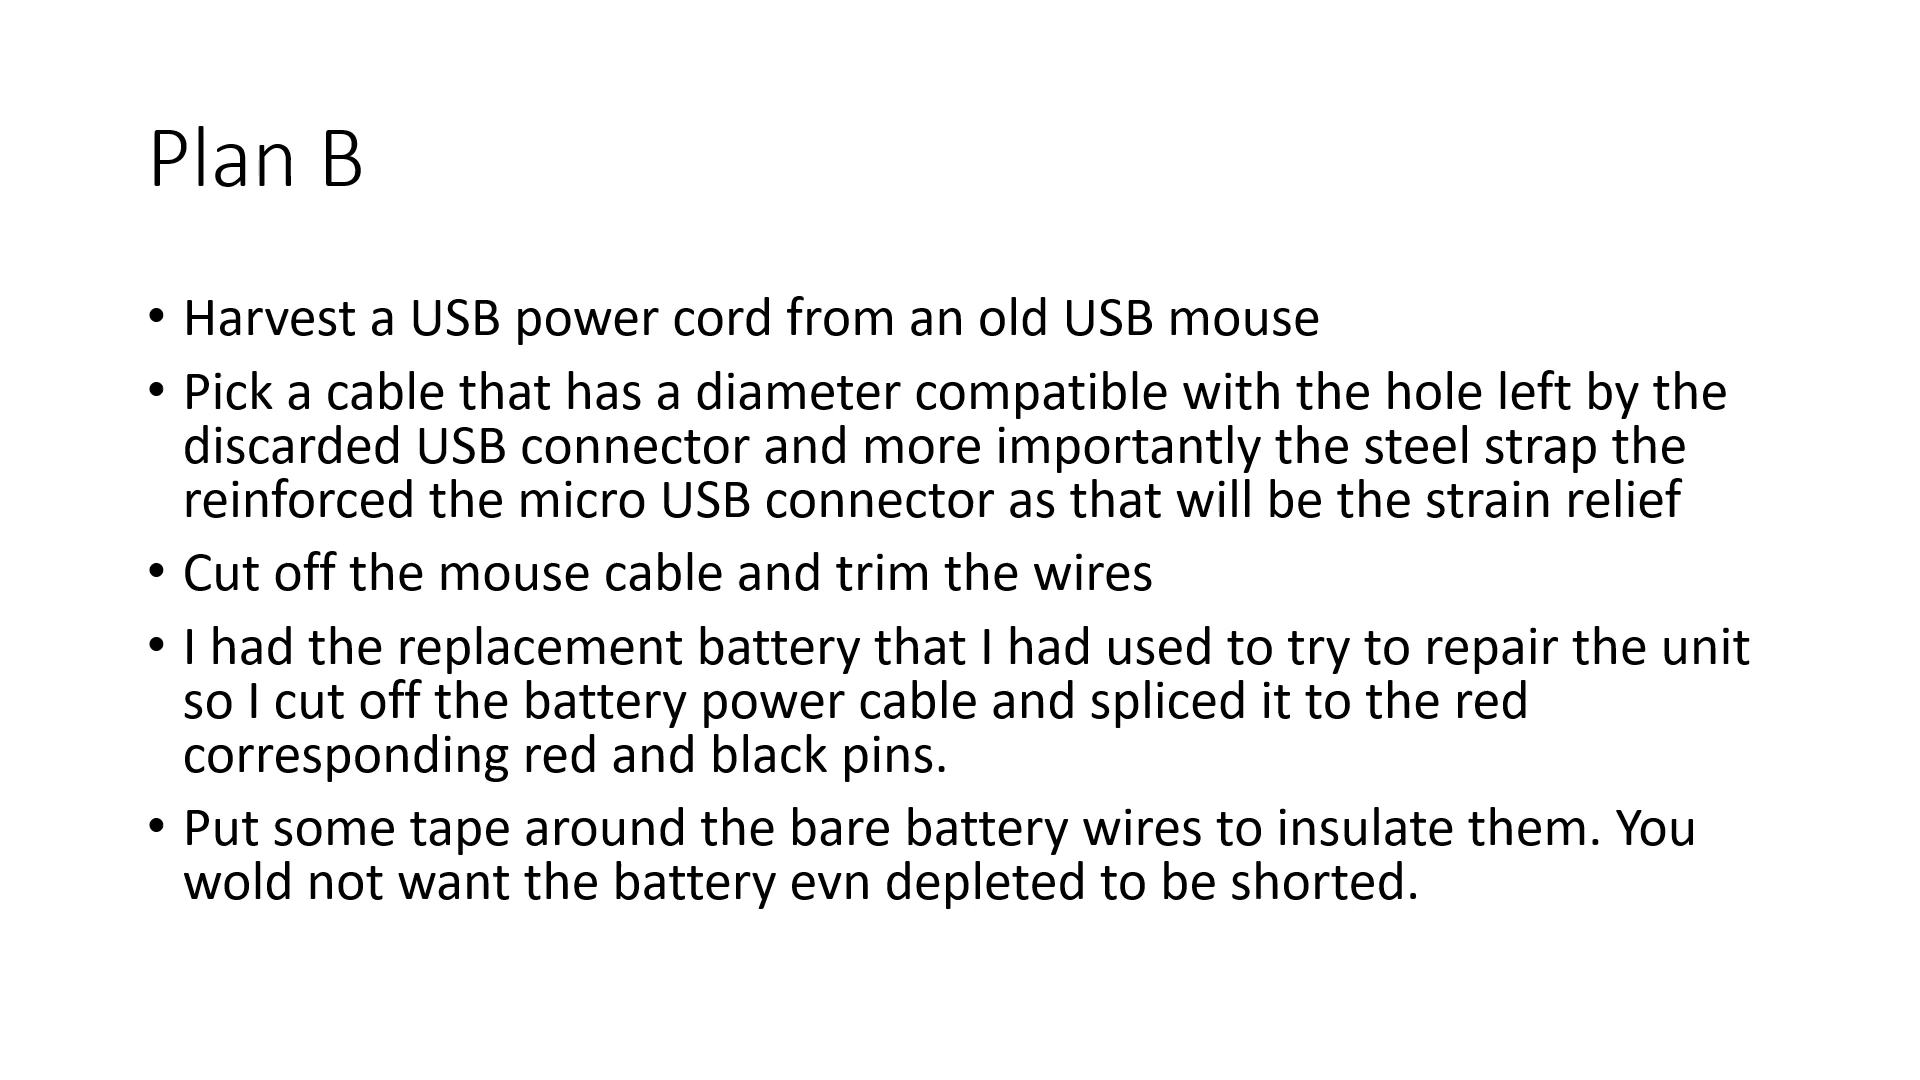 Plan B
• Harvest a USB power cord from an old USB mouse
• Pick a cable that has a diameter compatible with the hole left by the
discarded USB connector and more importantly the steel strap the
reinforced the micro USB connector as that will be the strain relief
• Cut off the mouse cable and trim the wires
• I had the replacement battery that I had used to try to repair the unit
so I cut off the battery power cable and spliced it to the red
corresponding red and black pins.
• Put some tape around the bare battery wires to insulate them. You
wold not want the battery evn depleted to be shorted.